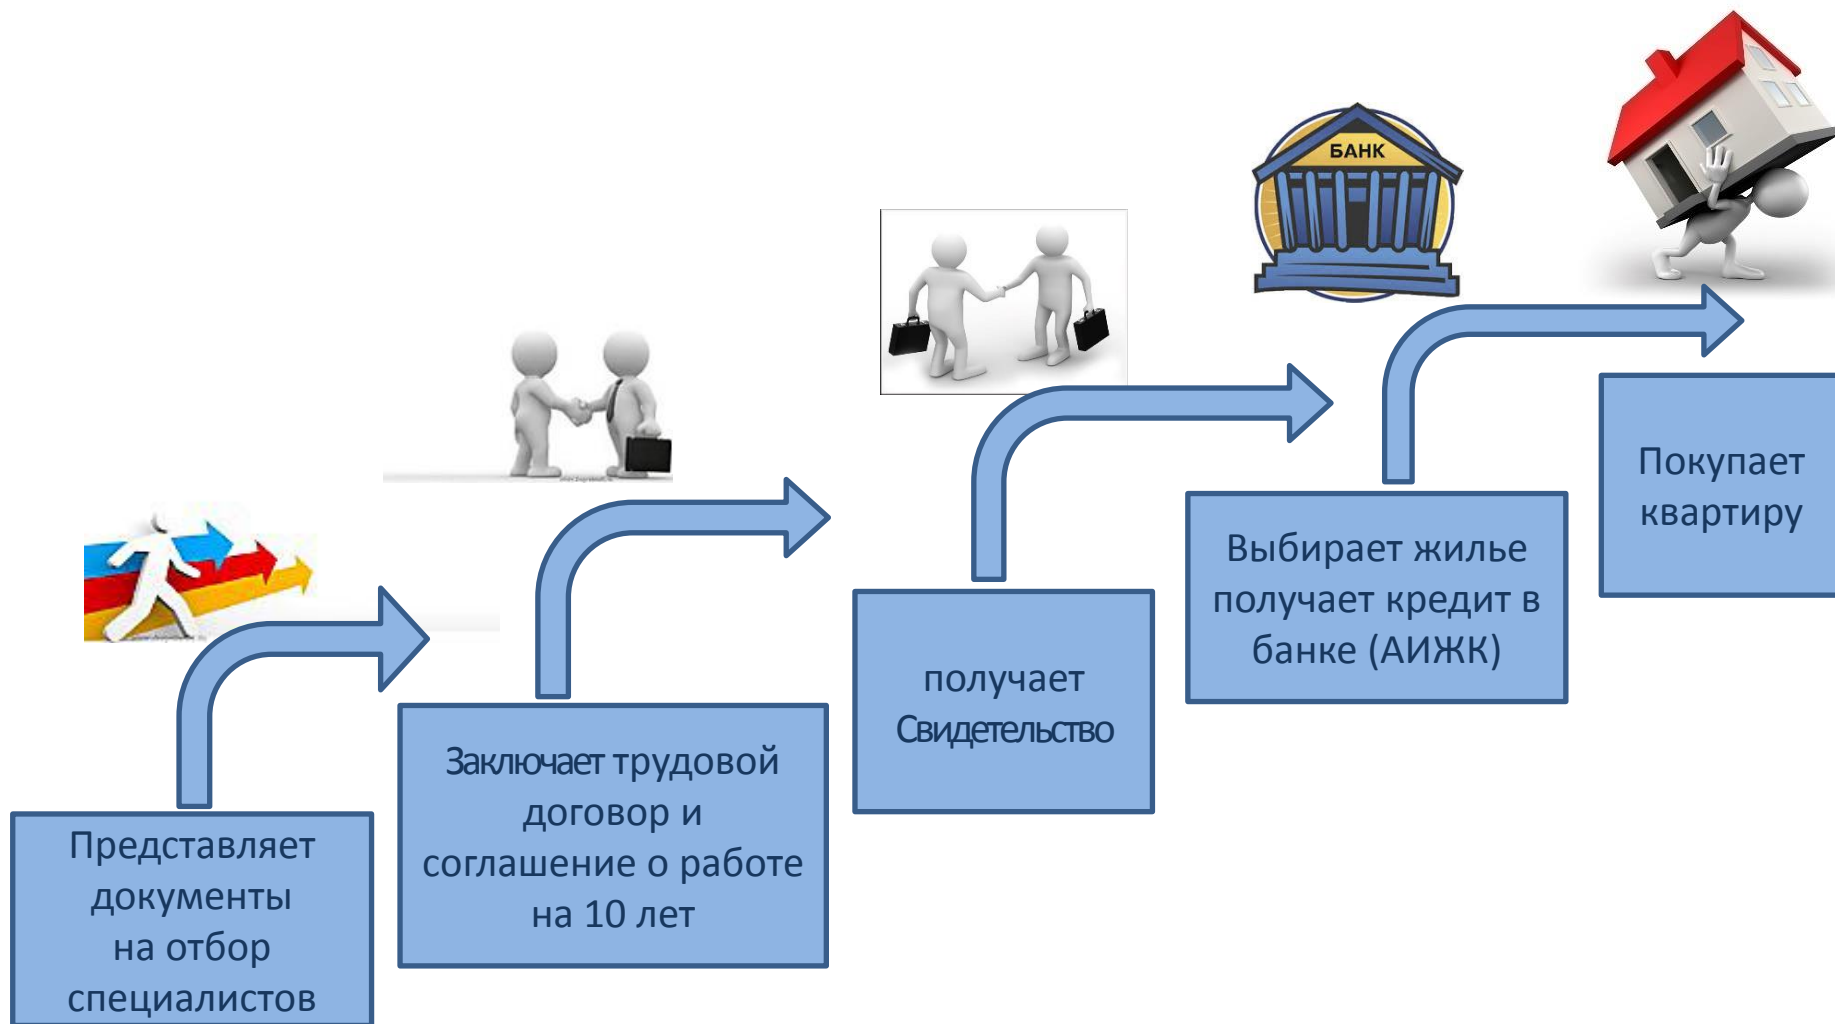 Представляет
документы
на отбор
специалистов
Заключает трудовой
договор и
соглашение о работе
на 10 лет
получает
Свидетельство
БАНК
Выбирает жилье
получает кредит в
банке (АИЖК)
Покупает
квартиру